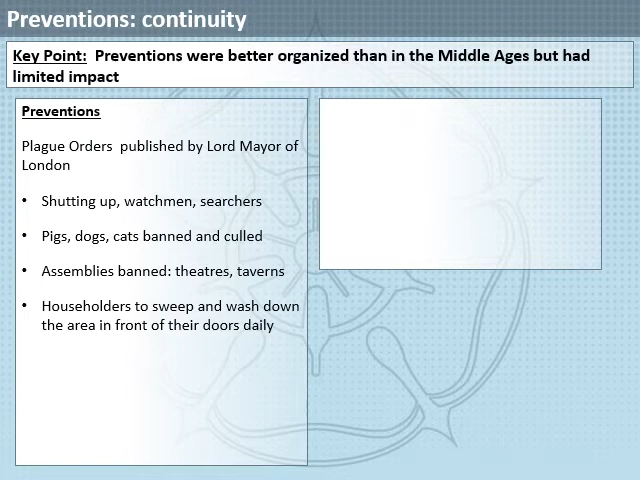 Preventions: continuity
Key Point:  Preventions were better organized than in the Middle Ages but had
limited impact
Preventions
Plague Orders  published by Lord Mayor of
London
• Shutting up, watchmen, searchers
• Pigs, dogs, cats banned and culled
• Assemblies banned: theatres, taverns
• Householders to sweep and wash down
the area in front of their doors daily